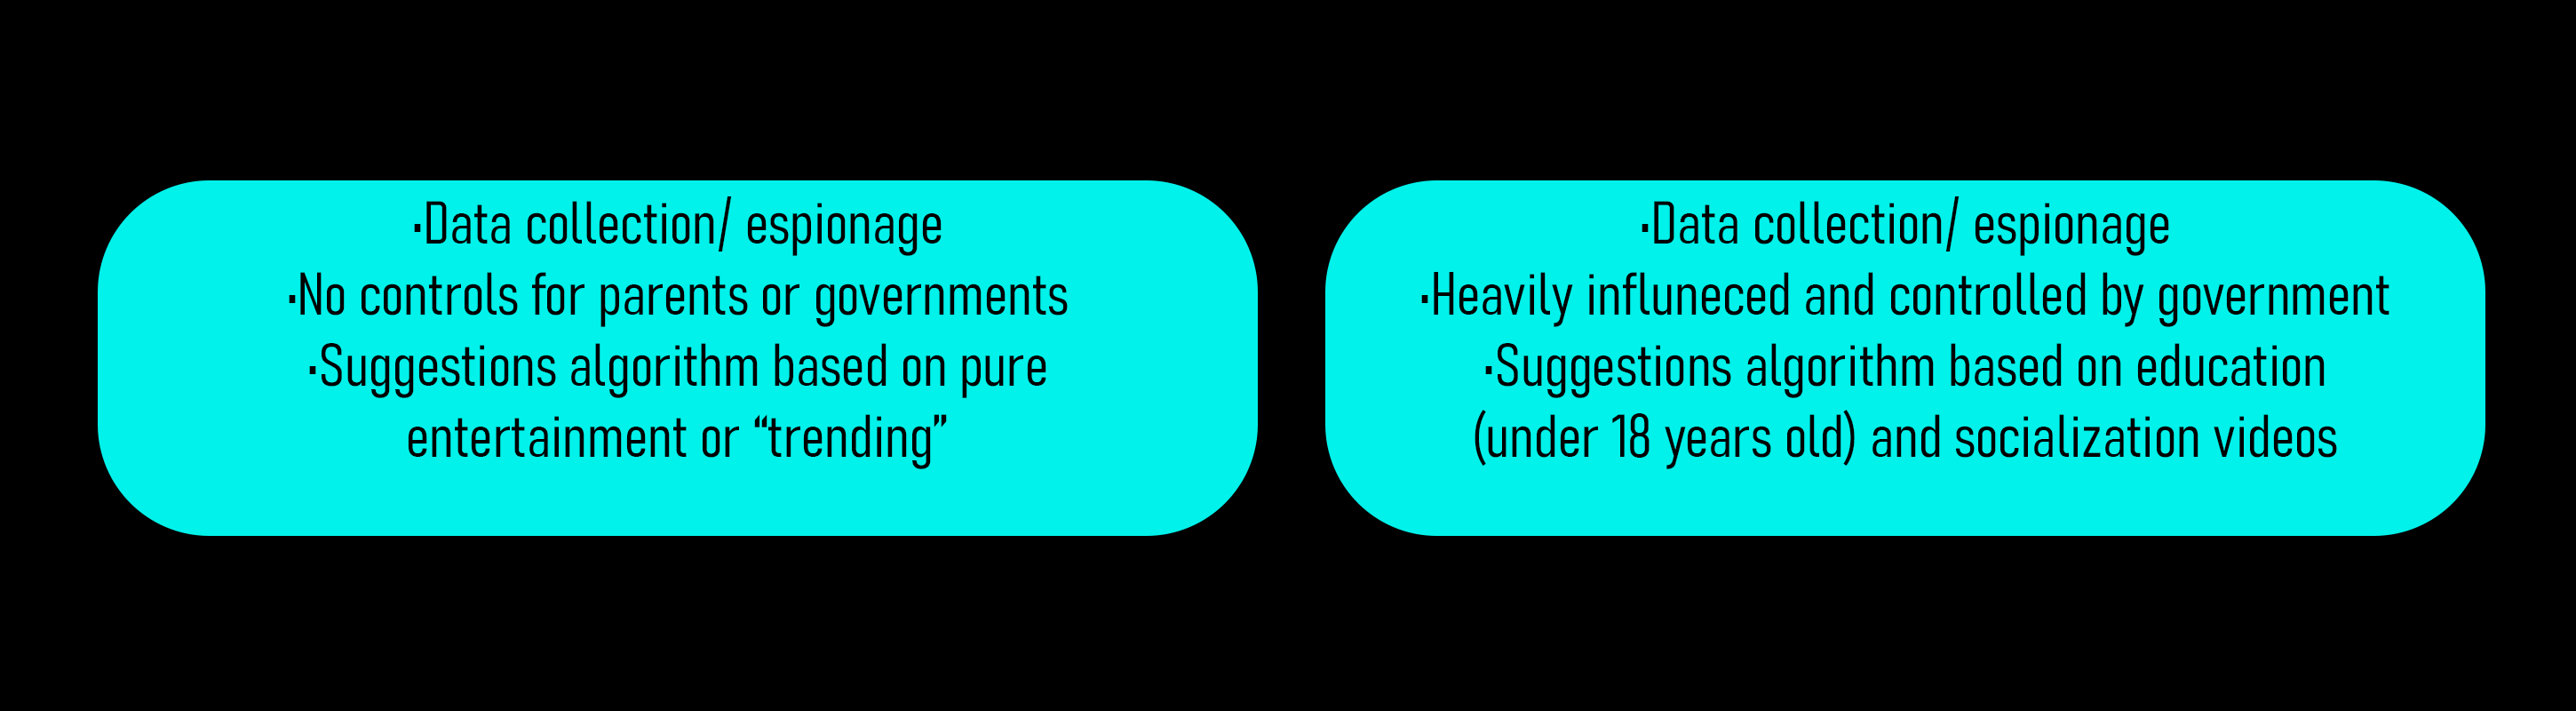 ·Data collection/ espionage
·No controls for parents or governments
·Suggestions algorithm based on pure
entertainment or “trending”
·Data collection/ espionage
·Heavily influneced and controlled by government
·Suggestions algorithm based on education
(under 18 years old) and socialization videos